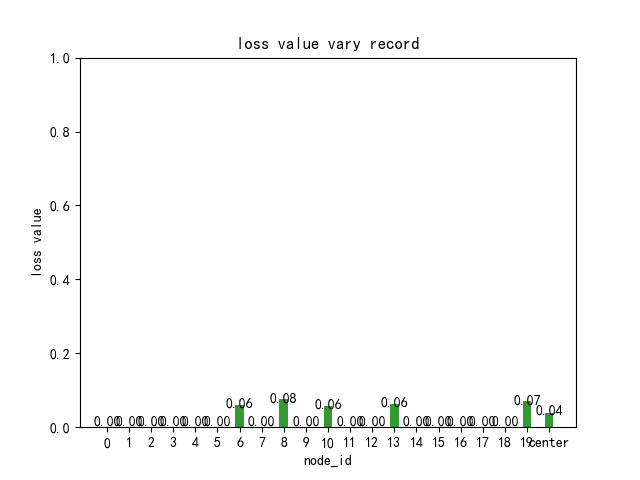 loss value vary record
1.0
0.8
0.6
0.4
0.2
0.0
loss value
0.00 0.00 0.00 0.00 0.00 0.00 0.06 0.00 0.08 0.00 0.06 0.00 0.00 0.06 0.00 0.00 0.00 0.00 0.00 0.07 0.04
0 1 2 3 4 5 6 7 8 9 10 11 12 13 14 15 16 17 18 19 center
node_id